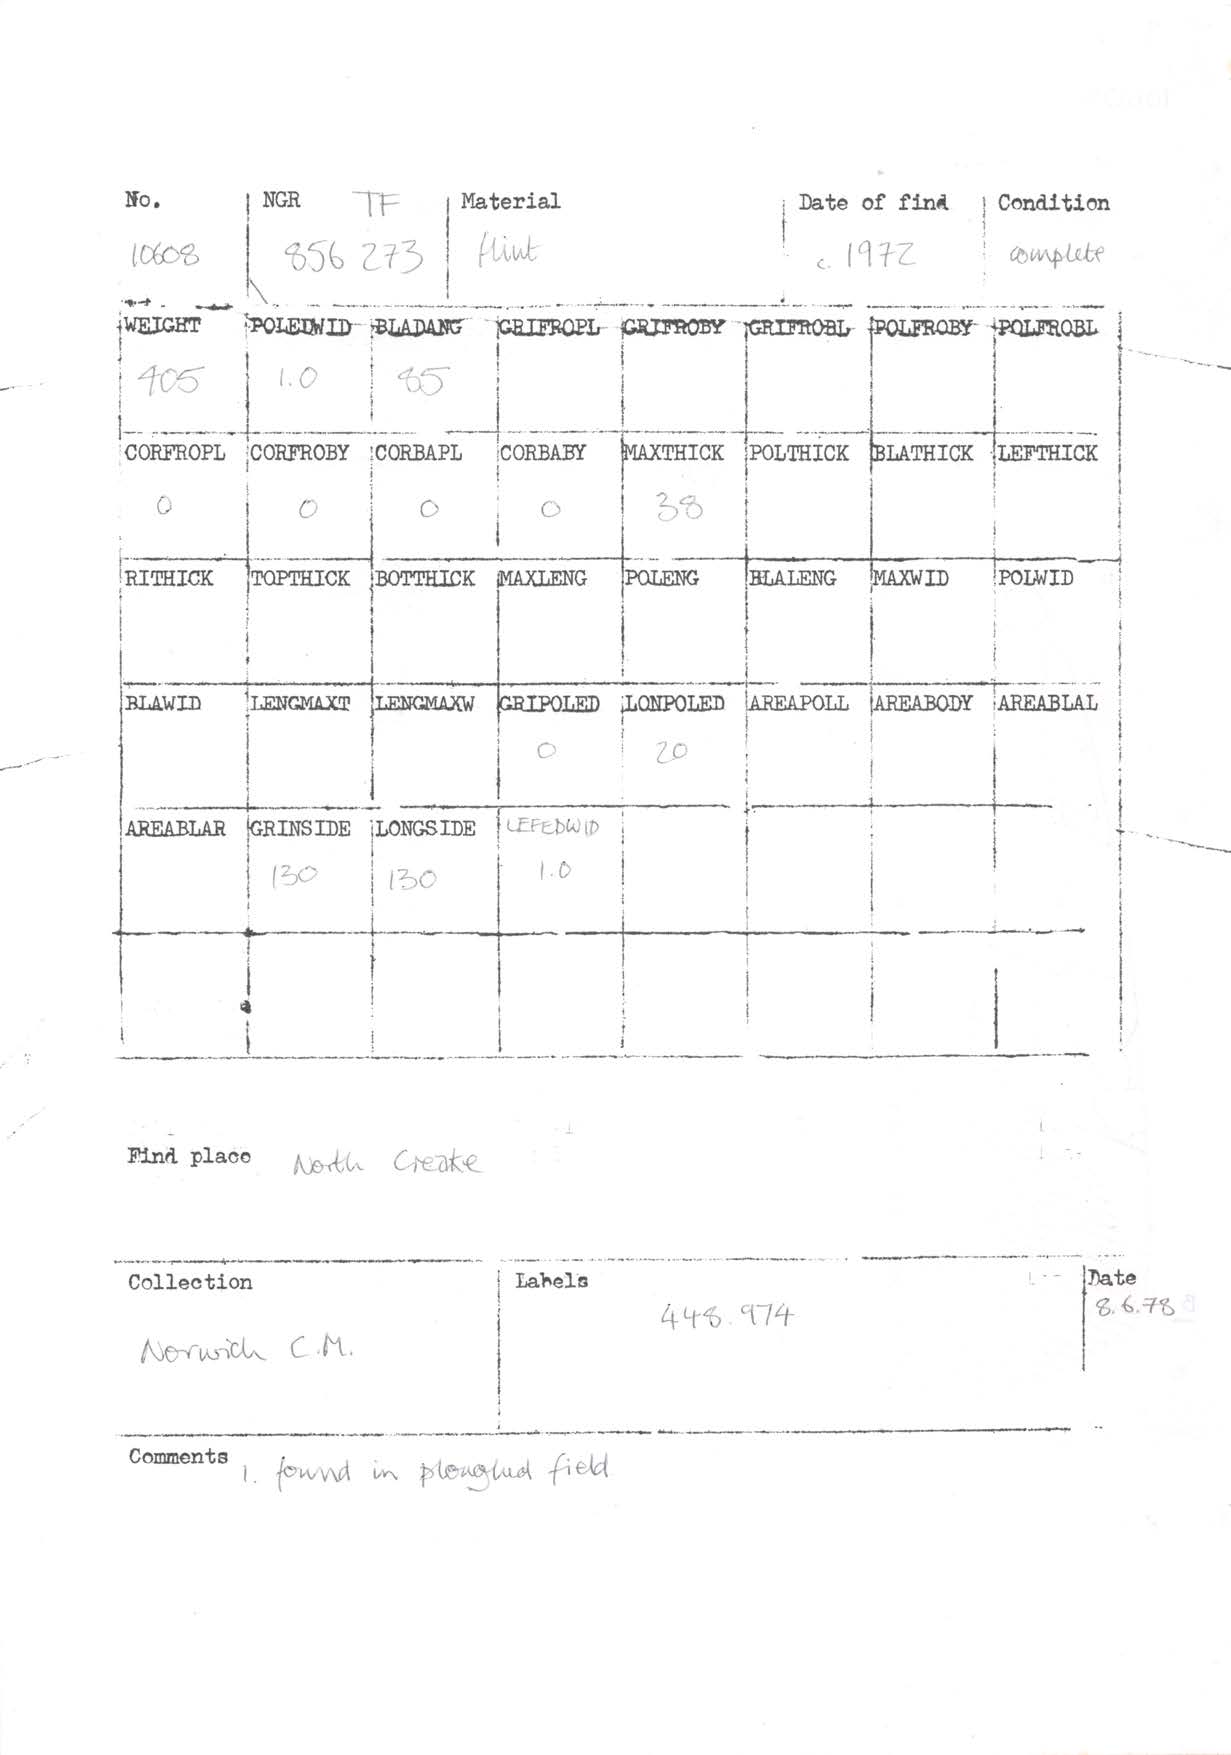 No. NGR TF Material Date of find Condition
10608 856 273 flint c. 1972 complete
WEIGHT POLEDWID BLADANG GRIFROPL GRIFROBY GRIFROBL POLFROBY POLFROBL
405 1.0 85
CORFROPL CORFROBY CORBAPL CORBABY MAXTHICK POLTHICK BLATHICK LEFTHICK
0 0 0 0 38
RITHICK TOPTHICK BOTTHICK MAXLENG POLENG BLALENG MAXWID POLWID
BLAWID LENGMAXT LENGMAXW GRIPOLED LONPOLED AREAPOLL AREABODY AREABLAL
0 20
AREABLAR GRINSIDE LONGSIDE LEFEDWID
130 130 1.0
Find place North Creake
Collection Labels Date
448.974 8.6.78
Norwich C.M.
Comments 1. found in ploughed field